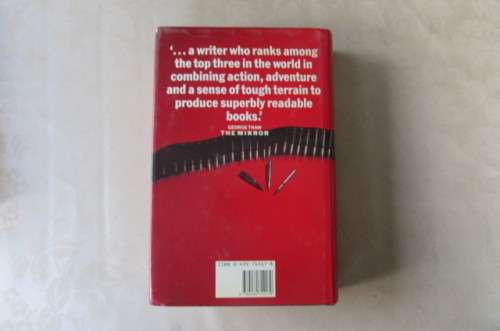 ‘... a writer who ranks among
the top three in the world in
combining action, adventure
and a sense of tough terrain to
produce superbly readable
books.’
GEORGE THAW
THE MIRROR
ISBN